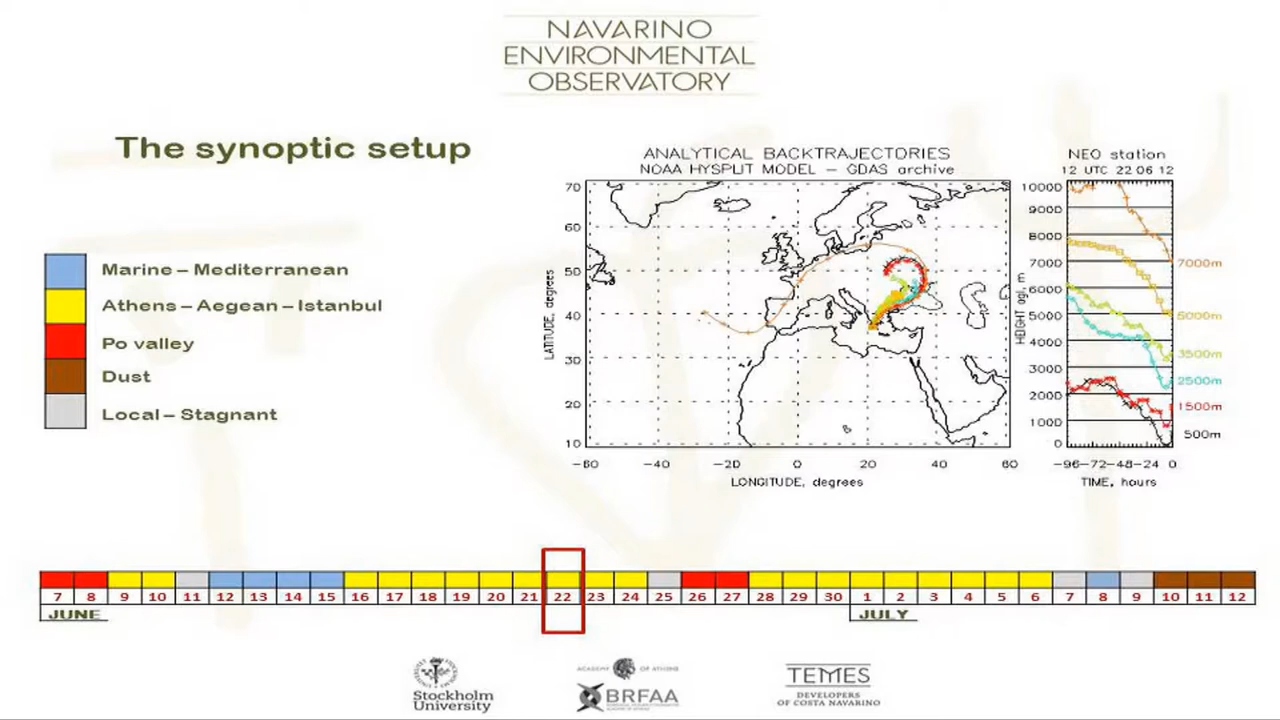 NAVARINO
ENVIRONMENTAL
OBSERVATORY
The synoptic setup
Marine – Mediterranean
Athens – Aegean – Istanbul
Po valley
Dust
Local – Stagnant
ANALYTICAL BACKTRAJECTORIES
NOAA HYSPLIT MODEL – GDAS archive
70
60
50
40
30
20
10
LATITUDE, degrees
-60 -40 -20 0 20 40 60
LONGITUDE, degrees
NEO station
12 UTC 22 06 12
10000
9000
8000
7000
6000
5000
4000
3000
2000
1000
0
HEIGHT agl, m
7000m
5000m
3500m
2500m
1500m
500m
-96-72-48-24 0
TIME, hours
7 8 9 10 11 12 13 14 15 16 17 18 19 20 21 22 23 24 25 26 27 28 29 30 1 2 3 4 5 6 7 8 9 10 11 12
JUNE JULY
Stockholm
University
ACADEMY OF ATHENS
BRFAA
TEMES
DEVELOPERS
OF COSTA NAVARINO